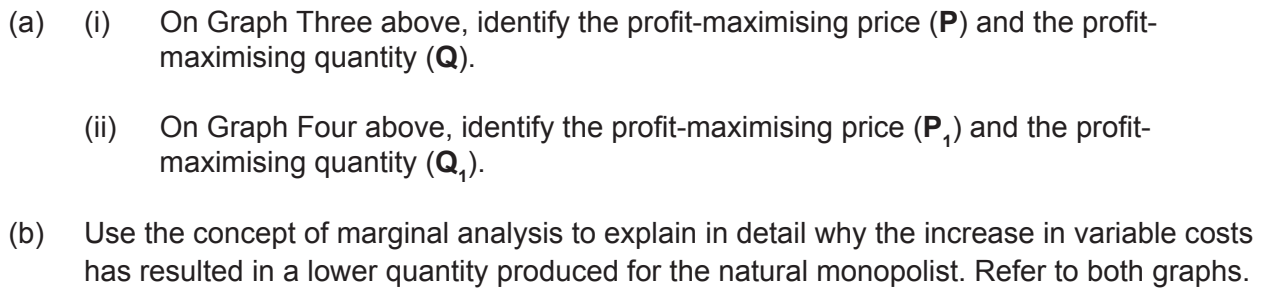 (a) (i) On Graph Three above, identify the profit-maximising price (P) and the profit-
maximising quantity (Q).
(ii) On Graph Four above, identify the profit-maximising price (P₁) and the profit-
maximising quantity (Q₁).
(b) Use the concept of marginal analysis to explain in detail why the increase in variable costs
has resulted in a lower quantity produced for the natural monopolist. Refer to both graphs.